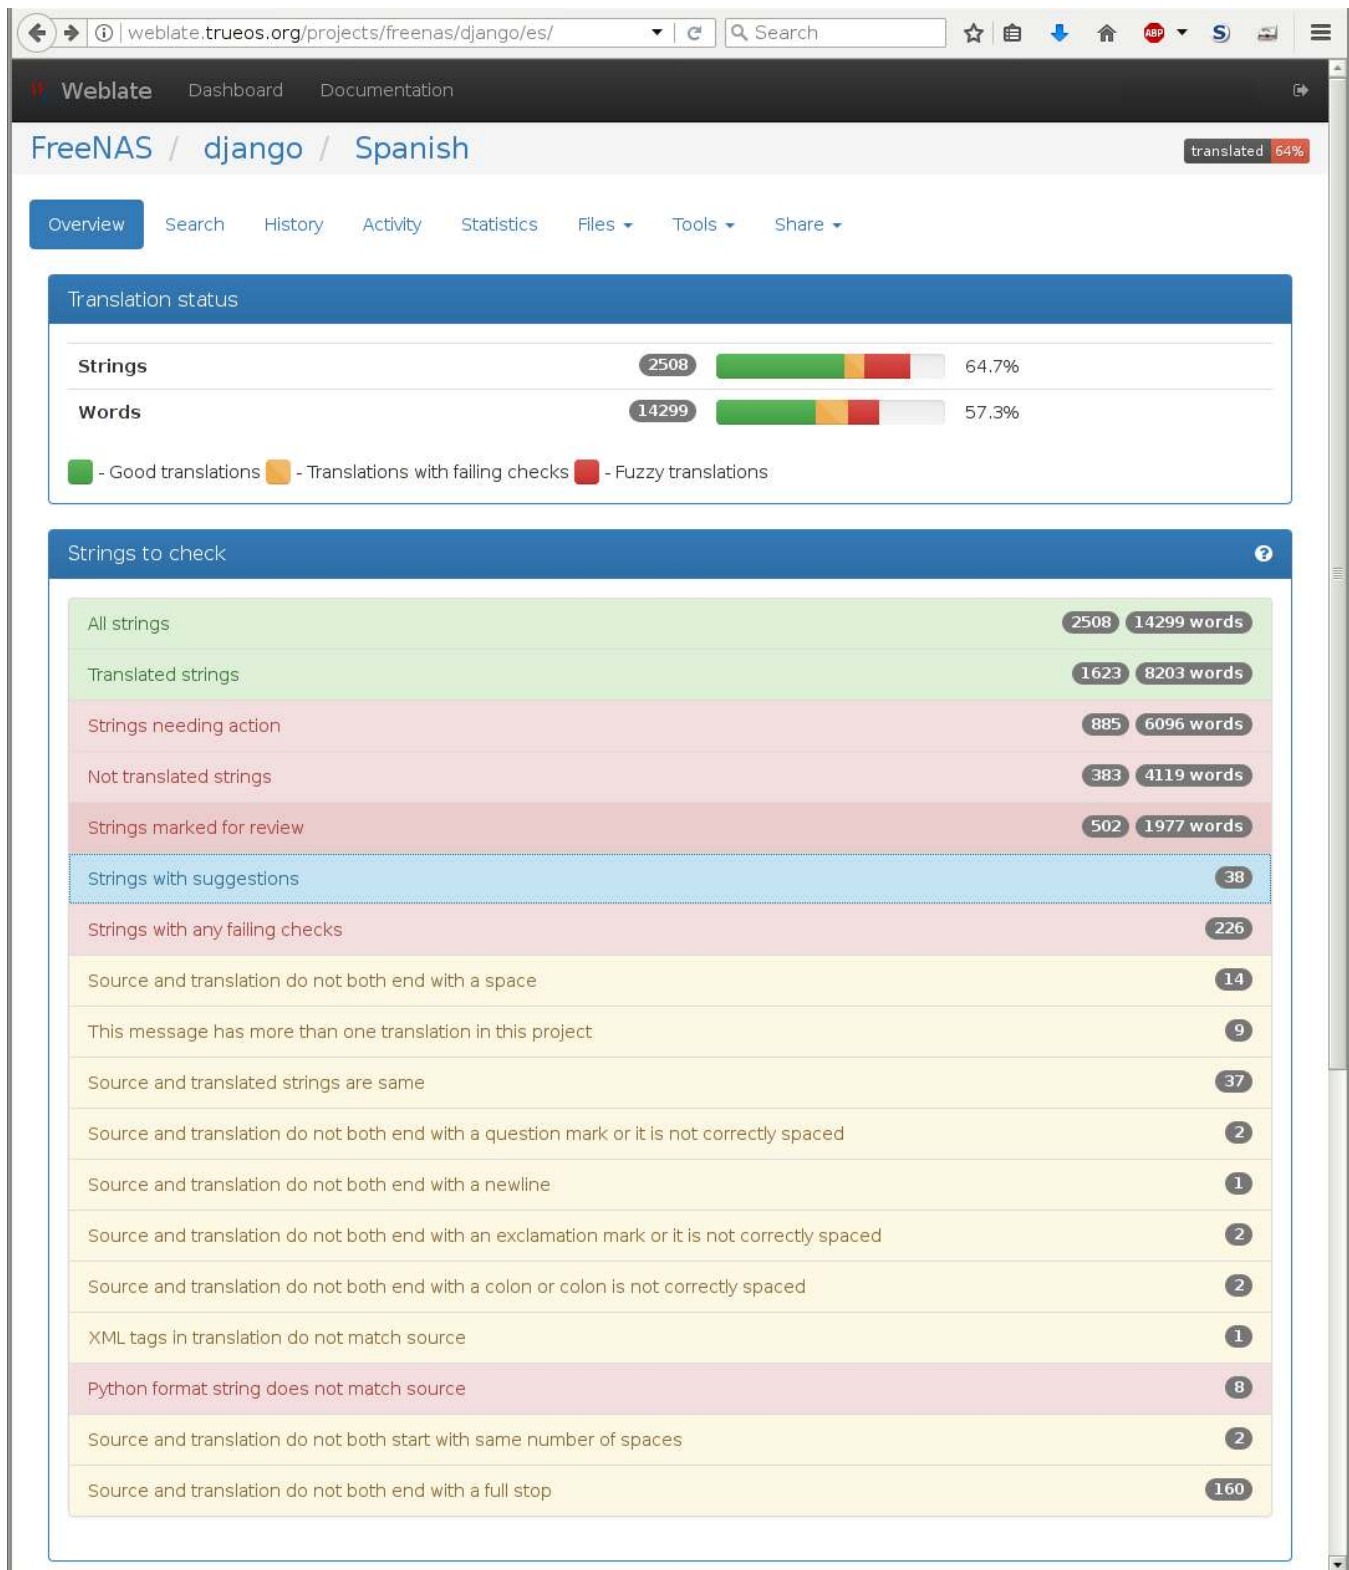 weblate.trueos.org/projects/freenas/django/es/ Search ABP S
Weblate Dashboard Documentation
FreeNAS / django / Spanish translated 64%
Overview Search History Activity Statistics Files Tools Share
Translation status
Strings 2508 64.7%
Words 14299 57.3%
- Good translations - Translations with failing checks - Fuzzy translations
Strings to check ?
All strings 2508 14299 words
Translated strings 1623 8203 words
Strings needing action 885 6096 words
Not translated strings 383 4119 words
Strings marked for review 502 1977 words
Strings with suggestions 38
Strings with any failing checks 226
Source and translation do not both end with a space 14
This message has more than one translation in this project 9
Source and translated strings are same 37
Source and translation do not both end with a question mark or it is not correctly spaced 2
Source and translation do not both end with a newline 1
Source and translation do not both end with an exclamation mark or it is not correctly spaced 2
Source and translation do not both end with a colon or colon is not correctly spaced 2
XML tags in translation do not match source 1
Python format string does not match source 8
Source and translation do not both start with same number of spaces 2
Source and translation do not both end with a full stop 160